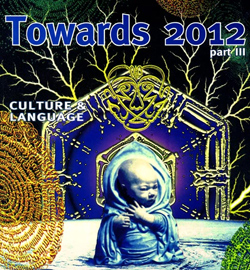 Towards 2012
part III
CULTURE &
LANGUAGE